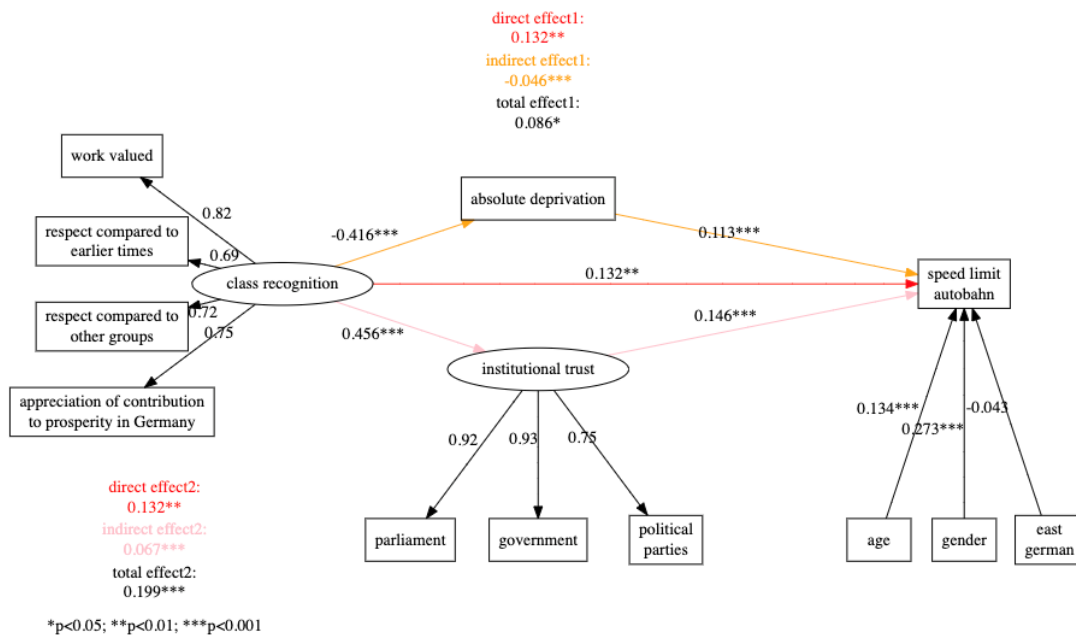 direct effect1:
0.132**
indirect effect1:
-0.046***
total effect1:
0.086*
work valued
absolute deprivation
0.82
respect compared to
earlier times
-0.416***
0.113***
0.69
class recognition
0.132**
speed limit
autobahn
respect compared to
other groups
0.72
0.75
0.456***
0.146***
institutional trust
appreciation of contribution
to prosperity in Germany
0.134***
0.273***
-0.043
0.92
0.93
0.75
direct effect2:
0.132**
indirect effect2:
0.067***
total effect2:
0.199***
parliament
government
political
parties
age
gender
east
german
*p<0.05; **p<0.01; ***p<0.001